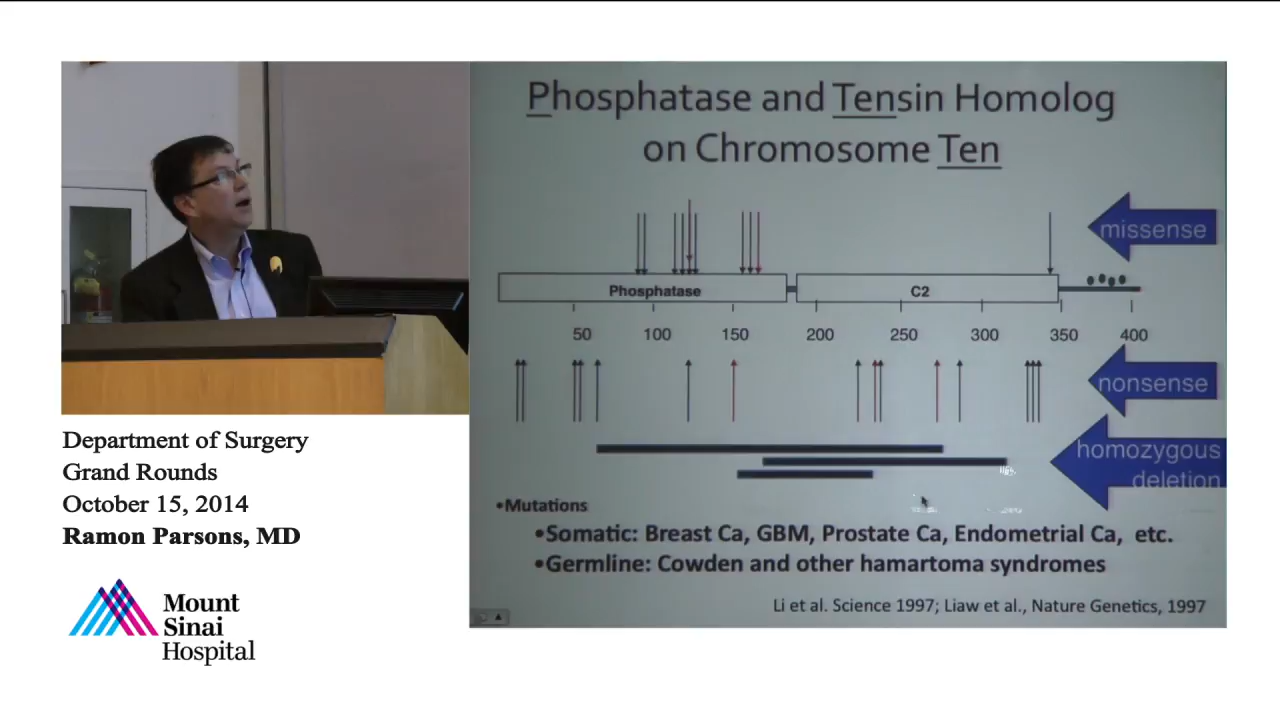 Phosphatase and Tensin Homolog
on Chromosome Ten
missense
Phosphatase
C2
50 100 150 200 250 300 350 400
nonsense
homozygous
deletion
•Mutations
•Somatic: Breast Ca, GBM, Prostate Ca, Endometrial Ca, etc.
•Germline: Cowden and other hamartoma syndromes
Li et al. Science 1997; Liaw et al., Nature Genetics, 1997
Department of Surgery
Grand Rounds
October 15, 2014
Ramon Parsons, MD
Mount
Sinai
Hospital